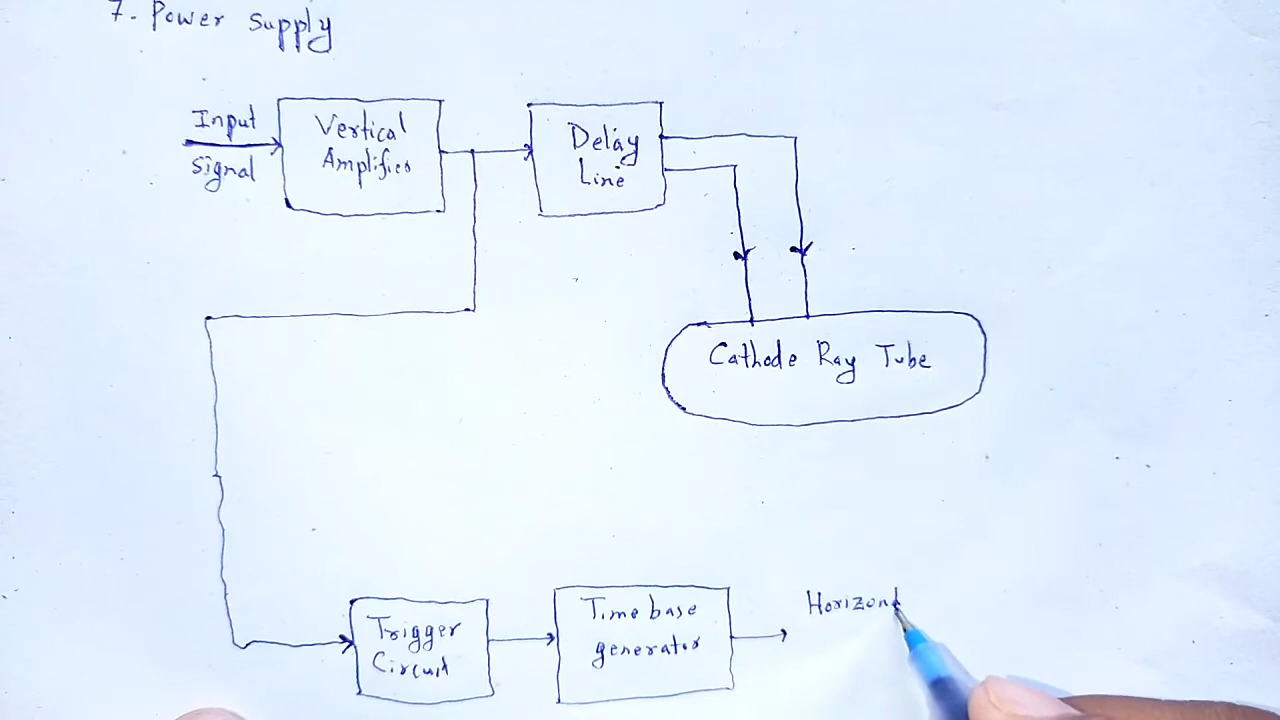 7. Power Supply
Input
Signal
Vertical
Amplifier
Delay
Line
Cathode Ray Tube
Trigger
Circuit
Time base
generator
Horizont